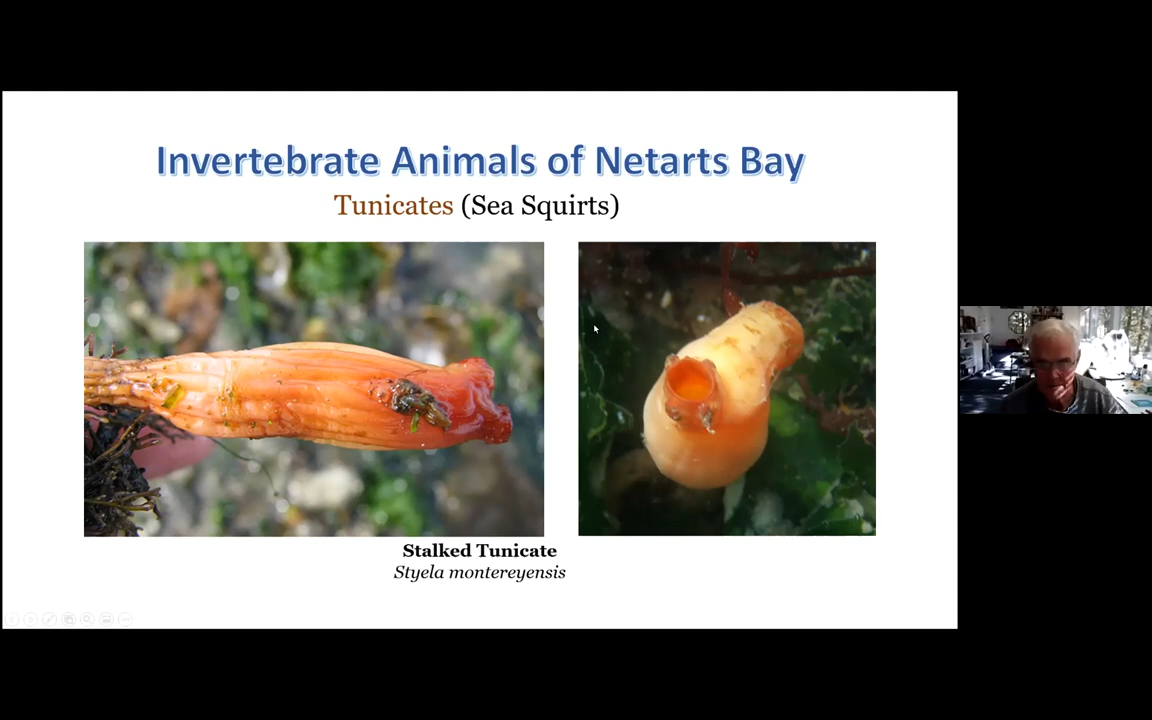 Invertebrate Animals of Netarts Bay
Tunicates (Sea Squirts)
Stalked Tunicate
Styela montereyensis